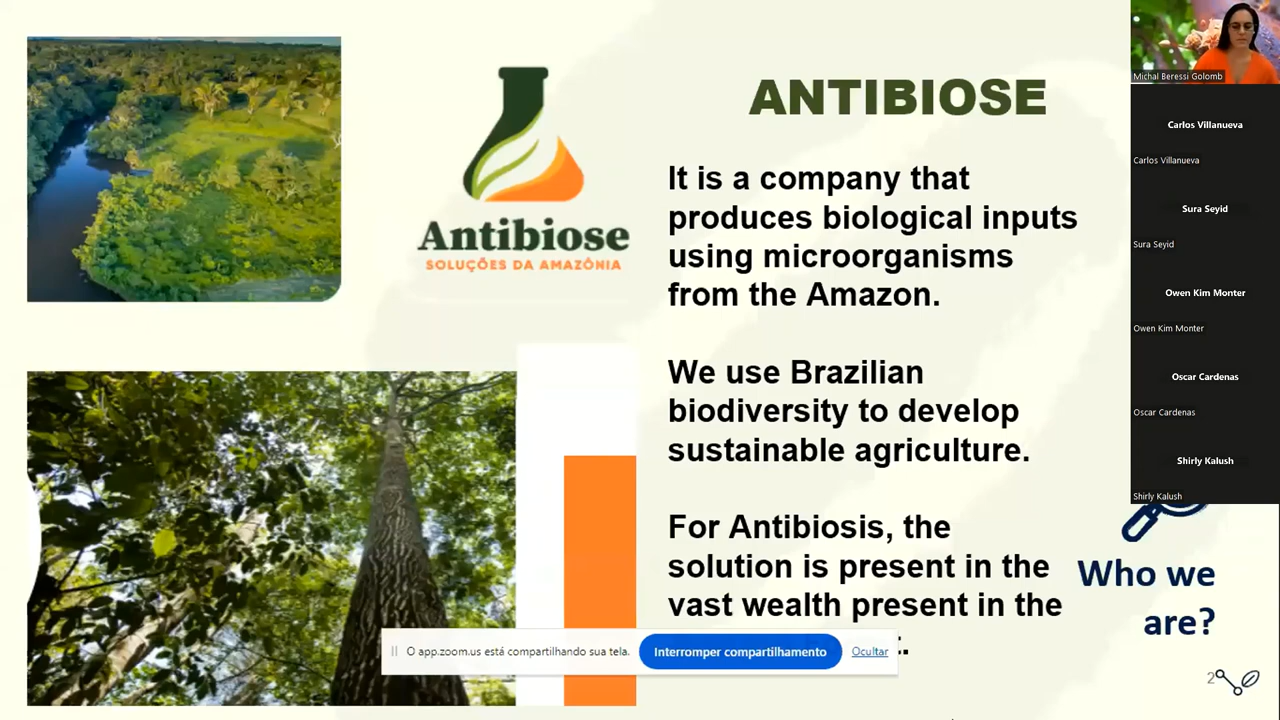 Antibiose
SOLUÇÕES DA AMAZÔNIA
ANTIBIOSE
It is a company that
produces biological inputs
using microorganisms
from the Amazon.
We use Brazilian
biodiversity to develop
sustainable agriculture.
For Antibiosis, the
solution is present in the
vast wealth present in the
Who we
are?
2
O app.zoom.us está compartilhando sua tela.
Interromper compartilhamento
Ocultar
Michal Beressi Golomb
Carlos Villanueva
Carlos Villanueva
Sura Seyid
Sura Seyid
Owen Kim Monter
Owen Kim Monter
Oscar Cardenas
Oscar Cardenas
Shirly Kalush
Shirly Kalush